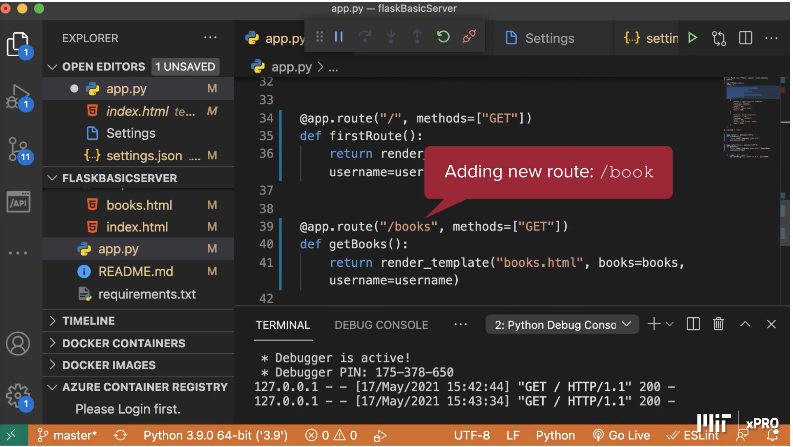 app.py — flaskBasicServer
EXPLORER
app.py
Settings
settin
OPEN EDITORS 1 UNSAVED
app.py > ...
app.py M
index.html te... M
Settings
settings.json .... M
FLASKBASICSERVER
books.html M
index.html M
app.py M
README.md M
requirements.txt
TIMELINE
DOCKER CONTAINERS
DOCKER IMAGES
AZURE CONTAINER REGISTRY
Please Login first.
1
1
11
/API
1
32
33
34 @app.route("/", methods=["GET"])
35 def firstRoute():
36 return render_
username=use
37
38
Adding new route: /book
39 @app.route("/books", methods=["GET"])
40 def getBooks():
41 return render_template("books.html", books=books,
username=username)
42
TERMINAL DEBUG CONSOLE ... 2: Python Debug Consc
* Debugger is active!
* Debugger PIN: 175-378-650
127.0.0.1 - - [17/May/2021 15:42:44] "GET / HTTP/1.1" 200 -
127.0.0.1 - - [17/May/2021 15:43:34] "GET / HTTP/1.1" 200 -
MIT xPRO
master* Python 3.9.0 64-bit ('3.9') 0 0 UTF-8 LF Python Go Live ESLint